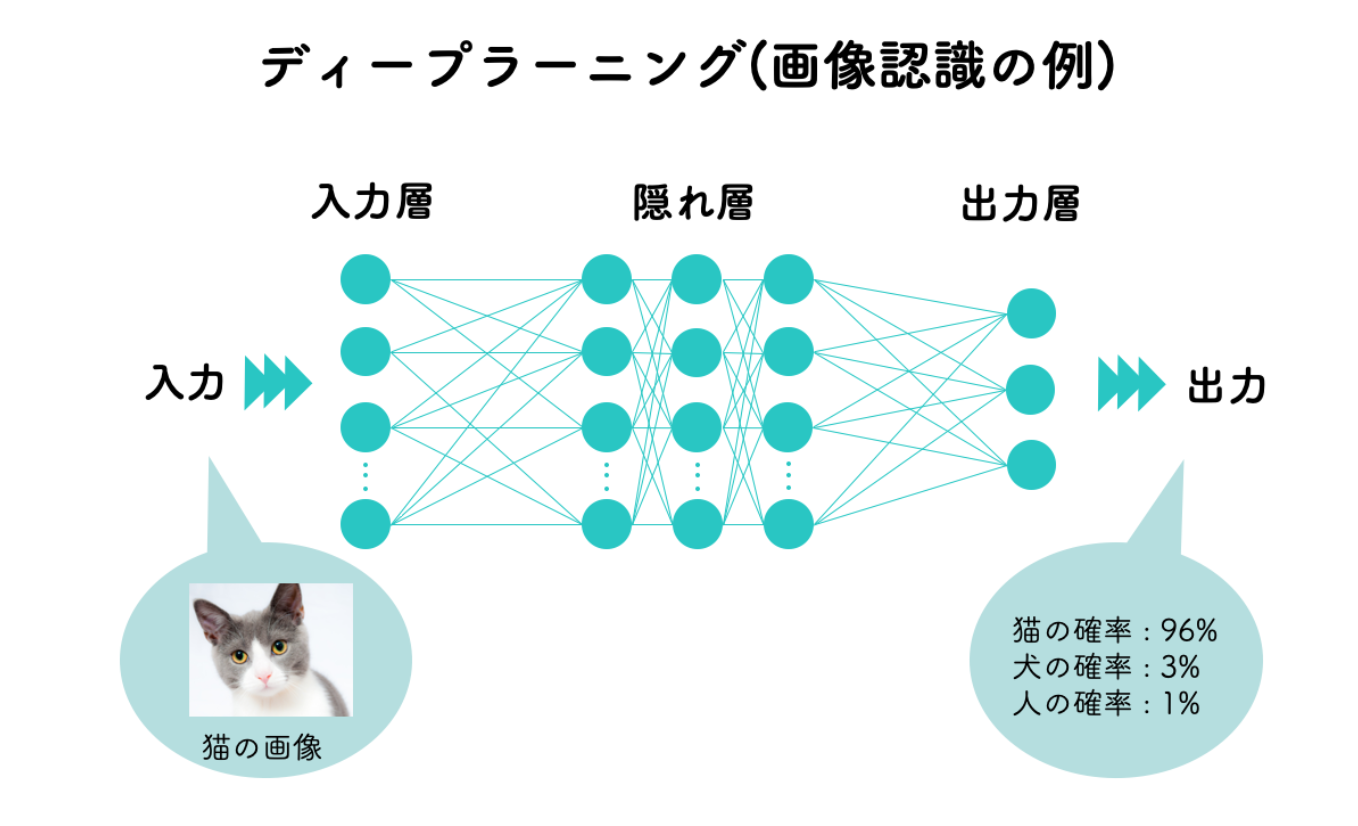 ディープラーニング(画像認識の例)
入力層
隠れ層
出力層
入力
出力
猫の画像
猫の確率：96%
犬の確率：3%
人の確率：1%